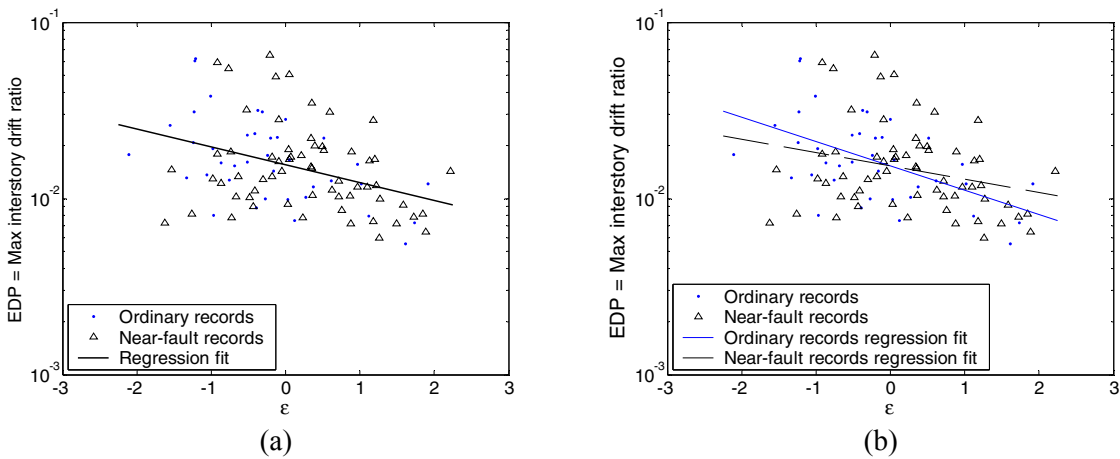 10⁻¹
10⁻²
10⁻³
EDP = Max interstory drift ratio
Ordinary records
Near-fault records
Regression fit
-3 -2 -1 0 1 2 3
ε
(a)
10⁻¹
10⁻²
10⁻³
EDP = Max interstory drift ratio
Ordinary records
Near-fault records
Ordinary records regression fit
Near-fault records regression fit
-3 -2 -1 0 1 2 3
ε
(b)